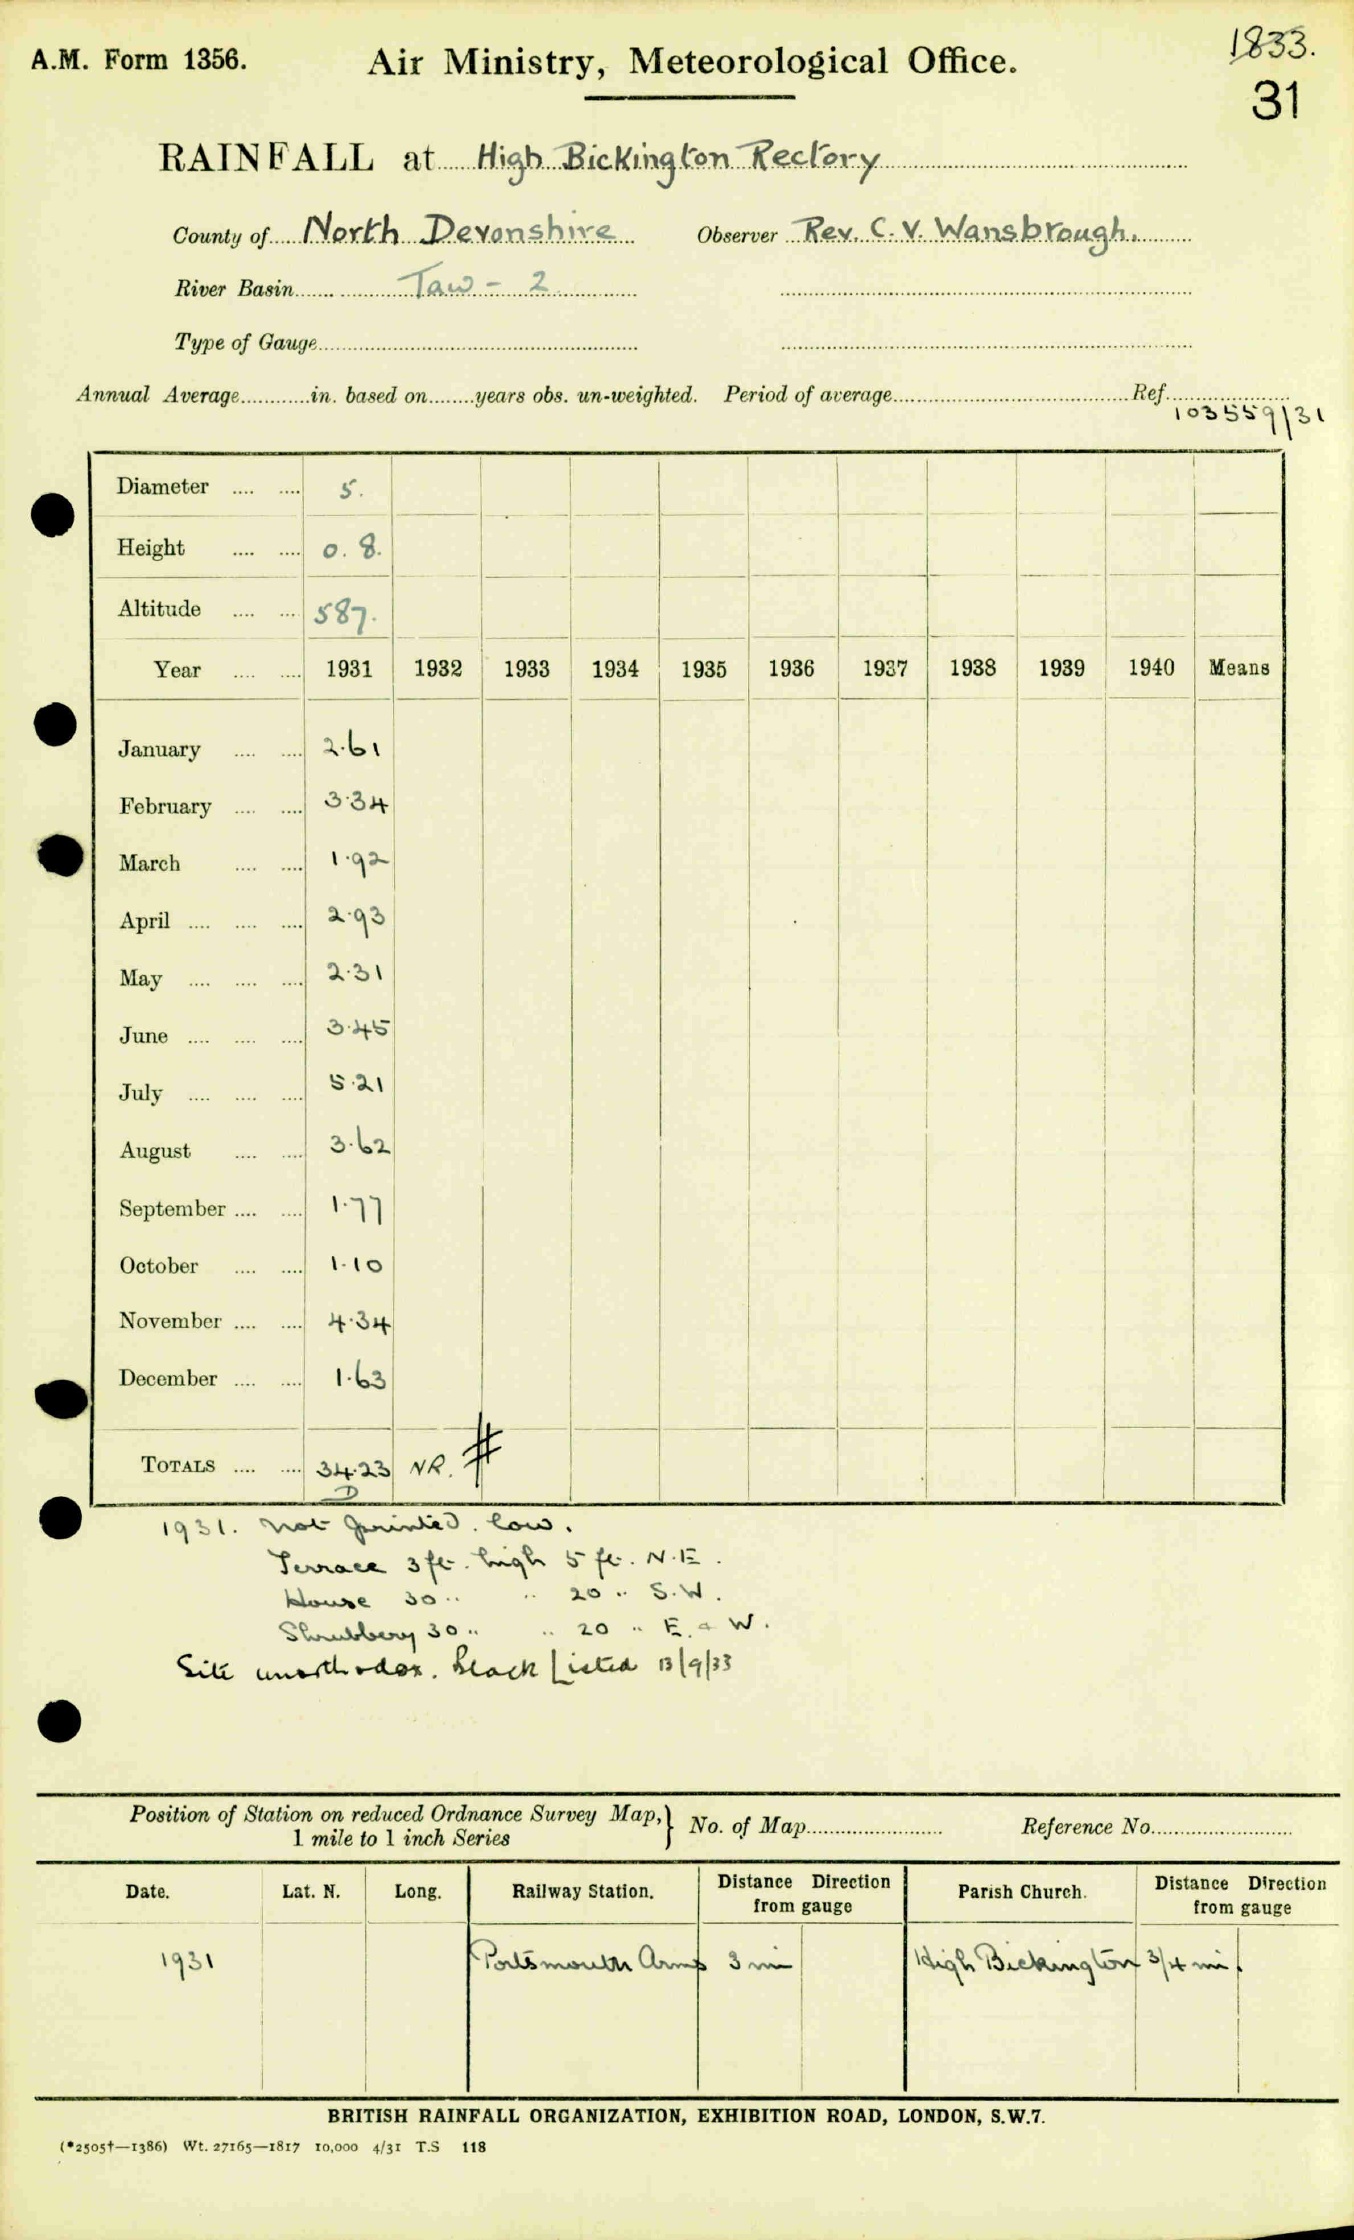 1833.
A.M. Form 1356. Air Ministry, Meteorological Office.
31
RAINFALL at High Bickington Rectory
County of North Devonshire Observer Rev. C. V. Wansbrough.
River Basin Taw - 2
Type of Gauge
Annual Average in. based on years obs. un-weighted. Period of average Ref.
103559/31
Diameter 5.
Height 0. 8.
Altitude 587.
Year 1931 1932 1933 1934 1935 1936 1937 1938 1939 1940 Means
January 2.61
February 3.34
March 1.92
April 2.93
May 2.31
June 3.45
July 5.21
August 3.62
September 1.77
October 1.10
November 4.34
December 1.63
TOTALS 34.23 NR. #
D
1931. Not printed. low.
Terrace 3 ft. high 5 ft. N.E.
House 30 " " 20 " S.W.
Shrubbery 30 " " 20 " E. & W.
Site unorthodox. Black Listed 13/9/33
Position of Station on reduced Ordnance Survey Map, } No. of Map Reference No.
1 mile to 1 inch Series
Date. Lat. N. Long. Railway Station. Distance Direction from gauge Parish Church. Distance Direction from gauge
1931 Portsmouth Arms 3 mi High Bickington 3/4 mi.
BRITISH RAINFALL ORGANIZATION, EXHIBITION ROAD, LONDON, S.W.7.
(*2505†—1386) Wt. 27165—1817 10,000 4/31 T.S 118